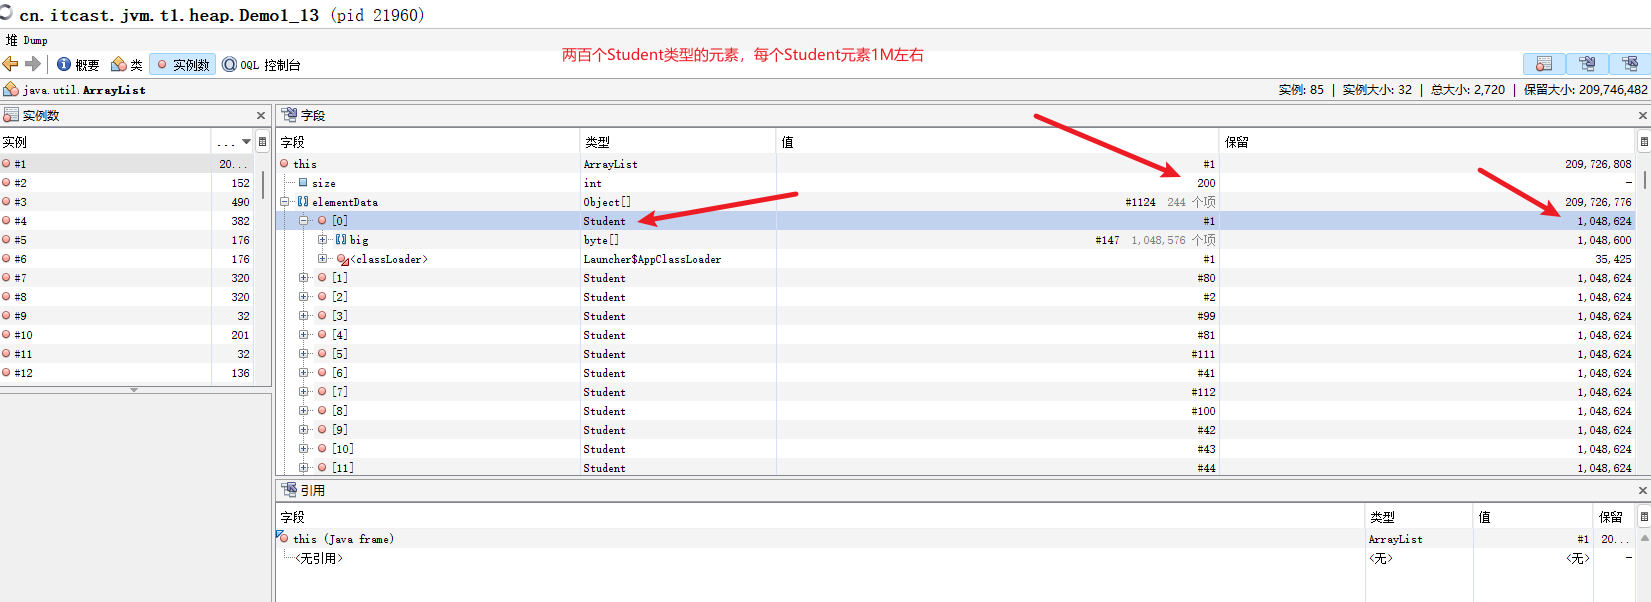 cn.itcast.jvm.t1.heap.Demo1_13 (pid 21960)
堆 Dump
两百个Student类型的元素，每个Student元素1M左右
概要 类 实例数 OQL 控制台
java.util.ArrayList 实例: 85 | 实例大小: 32 | 总大小: 2,720 | 保留大小: 209,746,482
实例数
实例 ...
#1 20...
#2 152
#3 490
#4 382
#5 176
#6 176
#7 320
#8 320
#9 32
#10 201
#11 32
#12 136
字段
字段 类型 值 保留
this ArrayList #1 209,726,808
size int 200 -
elementData Object[] #1124 244 个项 209,726,776
[0] Student #1 1,048,624
big byte[] #147 1,048,576 个项 1,048,600
<classLoader> Launcher$AppClassLoader #1 35,425
[1] Student #80 1,048,624
[2] Student #2 1,048,624
[3] Student #99 1,048,624
[4] Student #81 1,048,624
[5] Student #111 1,048,624
[6] Student #41 1,048,624
[7] Student #112 1,048,624
[8] Student #100 1,048,624
[9] Student #42 1,048,624
[10] Student #43 1,048,624
[11] Student #44 1,048,624
引用
字段 类型 值 保留
this (Java frame) ArrayList #1 20...
<无引用> <无> <无> -